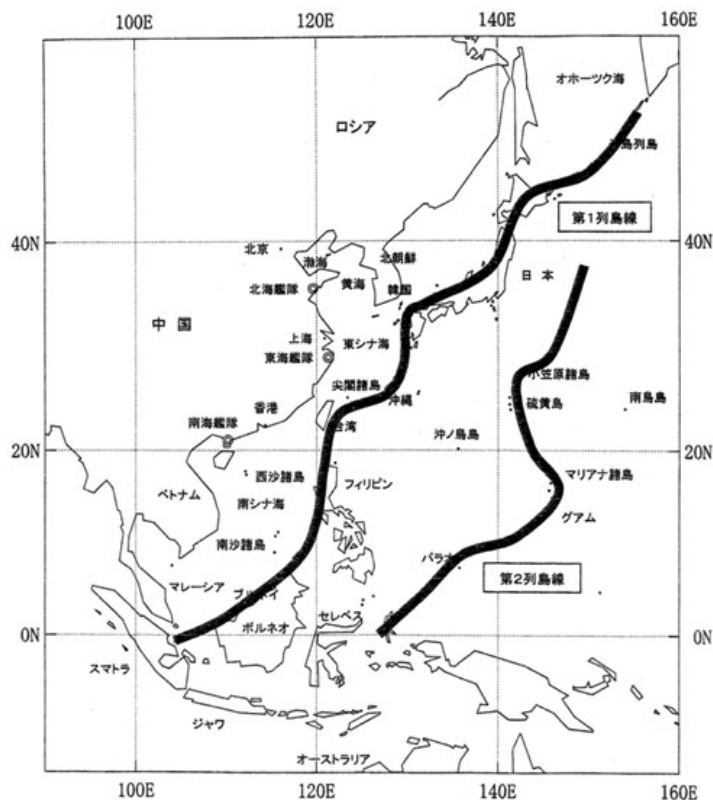 100E 120E 140E 160E
オホーツク海
ロシア
島列島
第1列島線
40N 40N
北京
渤海
北朝鮮
日本
北海艦隊
黄海
韓国
中国
上海
東シナ海
東海艦隊
尖閣諸島
沖縄
小笠原諸島
硫黄島
南鳥島
香港
南海艦隊
台湾
沖ノ鳥島
20N 20N
西沙諸島
フィリピン
マリアナ諸島
ベトナム
南シナ海
グアム
南沙諸島
パラオ
マレーシア
ブルネイ
第2列島線
セレベス
ボルネオ
0N 0N
スマトラ
ジャワ
オーストラリア
100E 120E 140E 160E